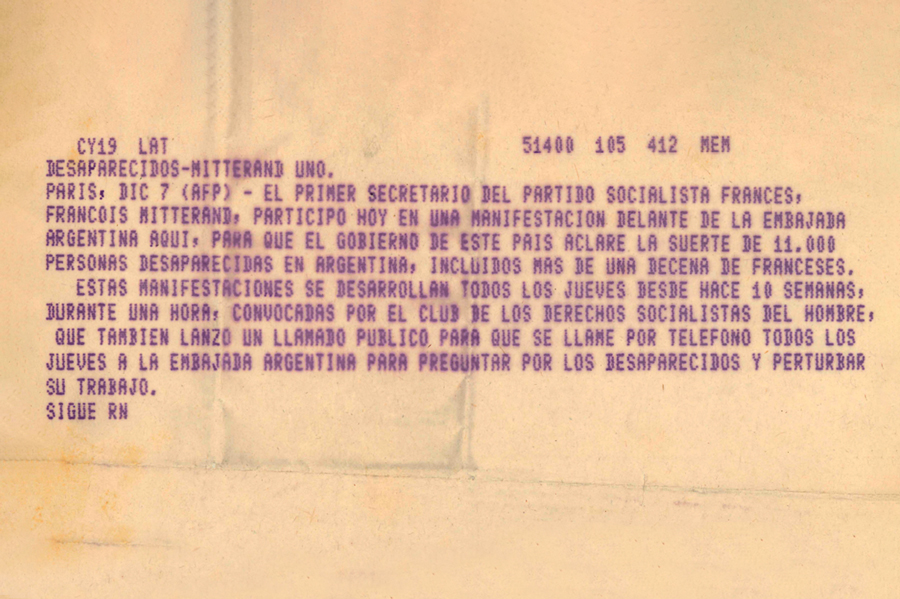 CY19 LAT 51400 105 412 MEM
DESAPARECIDOS-MITTERAND UNO.
PARIS, DIC 7 (AFP) - EL PRIMER SECRETARIO DEL PARTIDO SOCIALISTA FRANCES,
FRANCOIS MITTERAND, PARTICIPO HOY EN UNA MANIFESTACION DELANTE DE LA EMBAJADA
ARGENTINA AQUI, PARA QUE EL GOBIERNO DE ESTE PAIS ACLARE LA SUERTE DE 11.000
PERSONAS DESAPARECIDAS EN ARGENTINA, INCLUIDOS MAS DE UNA DECENA DE FRANCESES.
ESTAS MANIFESTACIONES SE DESARROLLAN TODOS LOS JUEVES DESDE HACE 10 SEMANAS,
DURANTE UNA HORA, CONVOCADAS POR EL CLUB DE LOS DERECHOS SOCIALISTAS DEL HOMBRE,
QUE TAMBIEN LANZO UN LLAMADO PUBLICO PARA QUE SE LLAME POR TELEFONO TODOS LOS
JUEVES A LA EMBAJADA ARGENTINA PARA PREGUNTAR POR LOS DESAPARECIDOS Y PERTURBAR
SU TRABAJO.
SIGUE RN